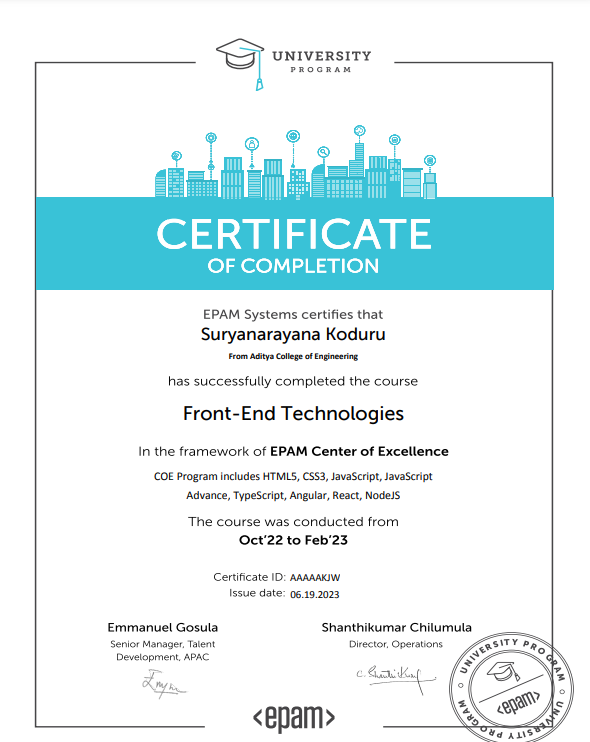 UNIVERSITY
PROGRAM
CERTIFICATE
OF COMPLETION
EPAM Systems certifies that
Suryanarayana Koduru
From Aditya College of Engineering
has successfully completed the course
Front-End Technologies
In the framework of EPAM Center of Excellence
COE Program includes HTML5, CSS3, JavaScript, JavaScript
Advance, TypeScript, Angular, React, NodeJS
The course was conducted from
Oct'22 to Feb'23
Certificate ID: AAAAAKJW
Issue date: 06.19.2023
Emmanuel Gosula
Senior Manager, Talent
Development, APAC
Shanthikumar Chilumula
Director, Operations
<epam>
UNIVERSITY PROGRAM
<epam>
UNIVERSITY PROGRAM